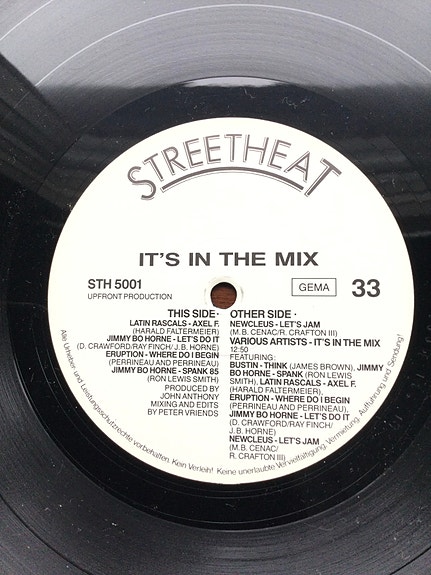 STREETHEAT
IT'S IN THE MIX
STH 5001
UPFRONT PRODUCTION
GEMA
33
THIS SIDE·
LATIN RASCALS - AXEL F.
(HARALD FALTERMEIER)
JIMMY BO HORNE - LET'S DO IT
(D. CRAWFORD/RAY FINCH/J.B. HORNE)
ERUPTION - WHERE DO I BEGIN
(PERRINEAU AND PERRINEAU)
JIMMY BO HORNE - SPANK 85
(RON LEWIS SMITH)
PRODUCED BY
JOHN ANTHONY
MIXING AND EDITS
BY PETER VRIENDS
OTHER SIDE·
NEWCLEUS - LET'S JAM
(M.B. CENAC/R. CRAFTON III)
VARIOUS ARTISTS - IT'S IN THE MIX
12:50
FEATURING:
BUSTIN - THINK (JAMES BROWN), JIMMY
BO HORNE - SPANK (RON LEWIS
SMITH), LATIN RASCALS - AXEL F.
(HARALD FALTERMEIER),
ERUPTION - WHERE DO I BEGIN
(PERRINEAU AND PERRINEAU),
JIMMY BO HORNE - LET'S DO IT
(D. CRAWFORD/RAY FINCH/
J.B. HORNE)
NEWCLEUS - LET'S JAM
(M.B. CENAC/
R. CRAFTON III)
Alle Urheber- und Leistungsschutzrechte vorbehalten. Kein Verleih! Keine unerlaubte Vervielfältigung, Vermietung, Aufführung und Sendung!